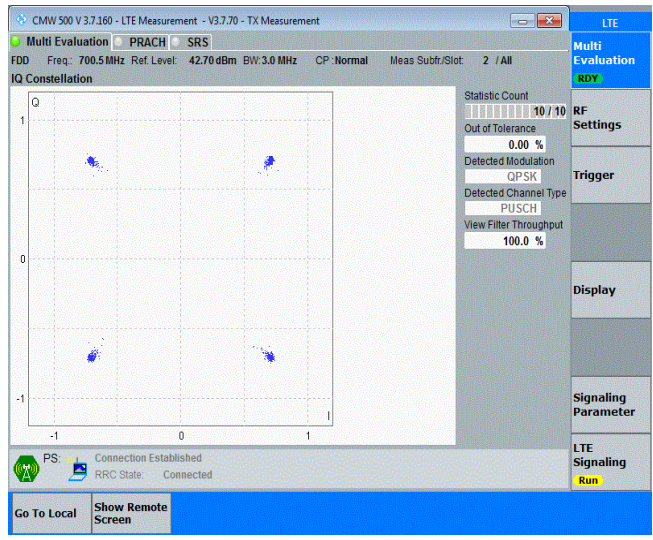 CMW 500 V 3.7.160 - LTE Measurement - V3.7.70 - TX Measurement
LTE
Multi Evaluation PRACH SRS
FDD Freq.: 700.5 MHz Ref. Level: 42.70 dBm BW: 3.0 MHz CP :Normal Meas Subfr./Slot: 2 / All
IQ Constellation
Q
1
0
-1
-1 0 1
I
Statistic Count
10 / 10
Out of Tolerance
0.00 %
Detected Modulation
QPSK
Detected Channel Type
PUSCH
View Filter Throughput
100.0 %
PS: Connection Established
RRC State: Connected
Multi
Evaluation
RDY
RF
Settings
Trigger
Display
Signaling
Parameter
LTE
Signaling
Run
Go To Local
Show Remote
Screen